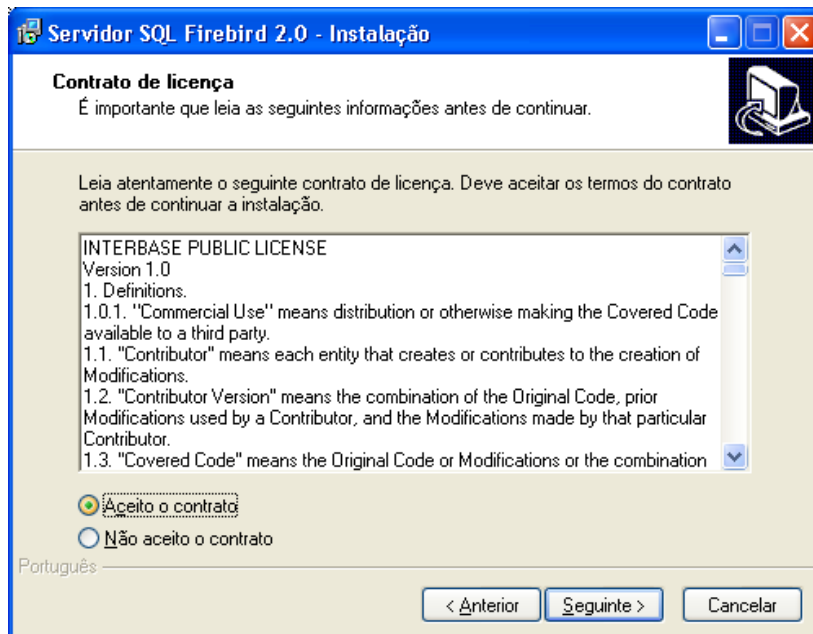 Servidor SQL Firebird 2.0 - Instalação
Contrato de licença
É importante que leia as seguintes informações antes de continuar.
Leia atentamente o seguinte contrato de licença. Deve aceitar os termos do contrato
antes de continuar a instalação.
INTERBASE PUBLIC LICENSE
Version 1.0
1. Definitions.
1.0.1. "Commercial Use" means distribution or otherwise making the Covered Code
available to a third party.
1.1. "Contributor" means each entity that creates or contributes to the creation of
Modifications.
1.2. "Contributor Version" means the combination of the Original Code, prior
Modifications used by a Contributor, and the Modifications made by that particular
Contributor.
1.3. "Covered Code" means the Original Code or Modifications or the combination
Aceito o contrato
Não aceito o contrato
Português
< Anterior
Seguinte >
Cancelar